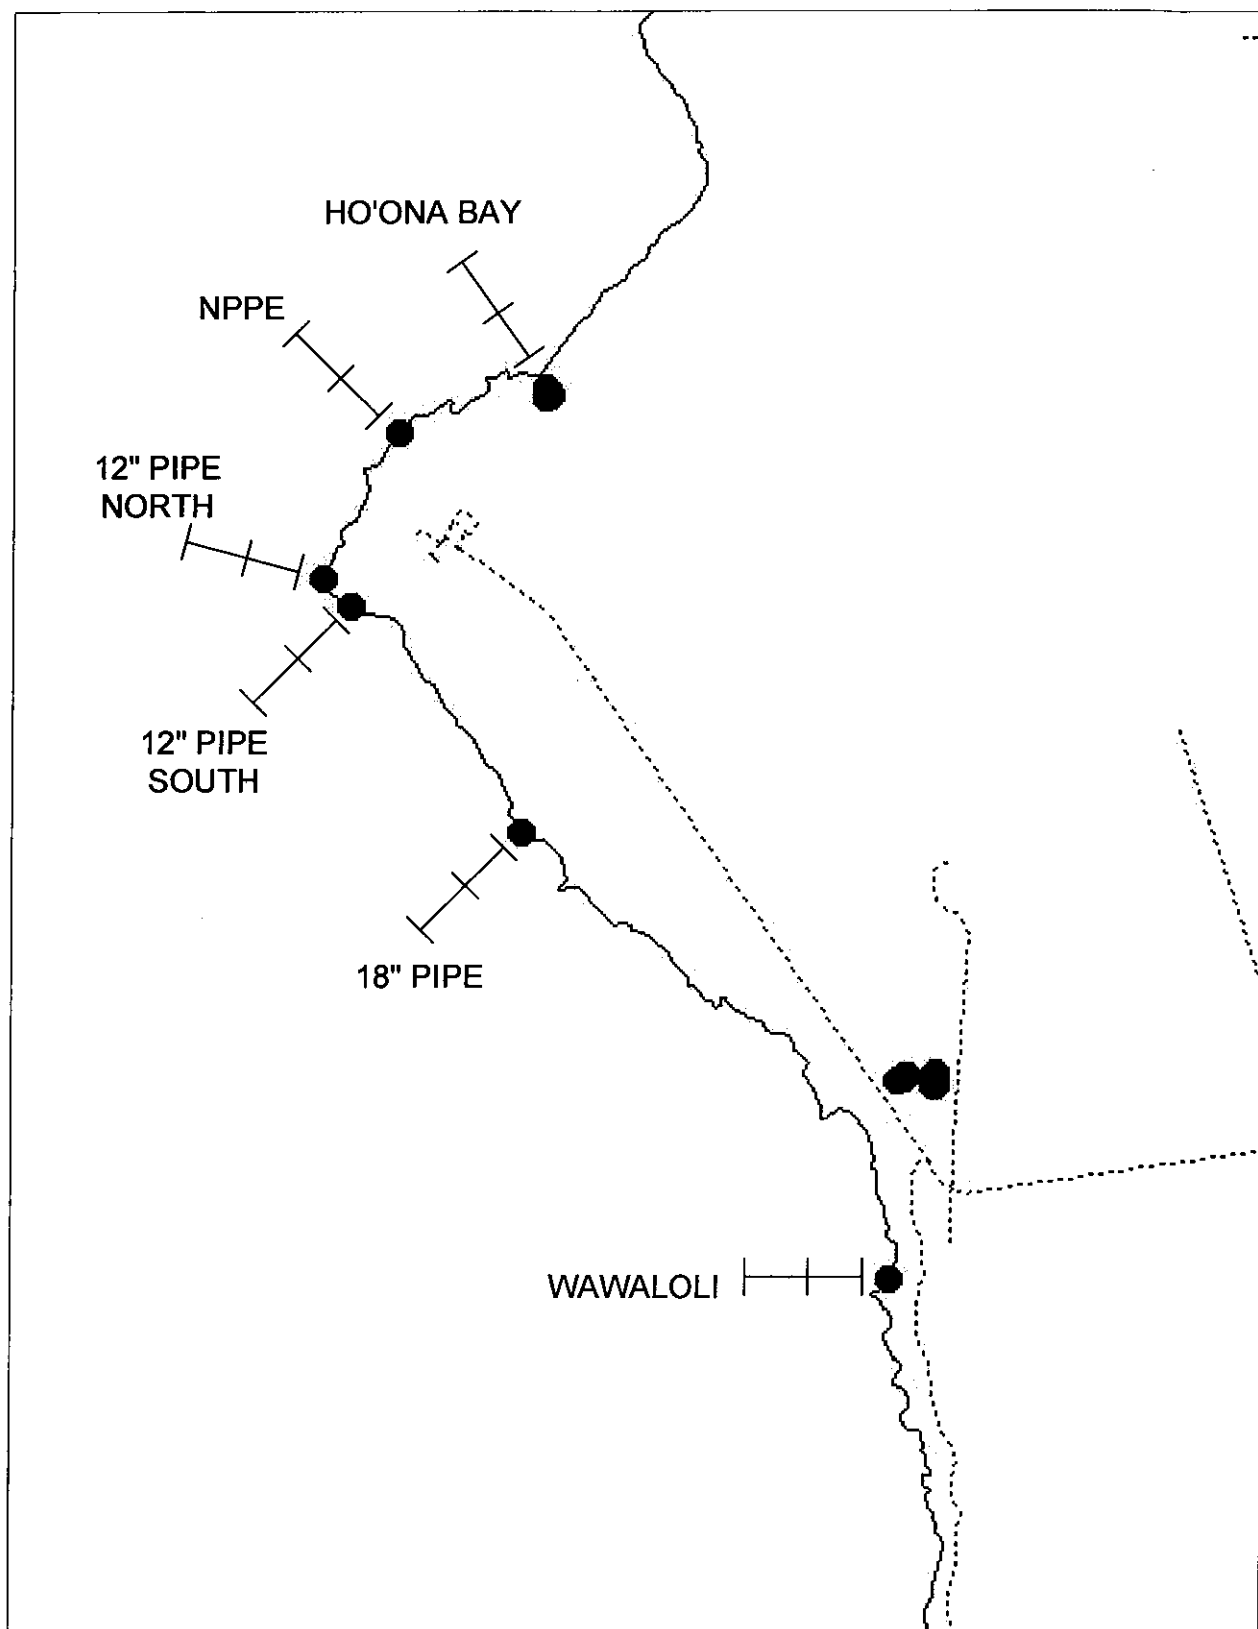 HO'ONA BAY
NPPE
12" PIPE
NORTH
12" PIPE
SOUTH
18" PIPE
WAWALOLI